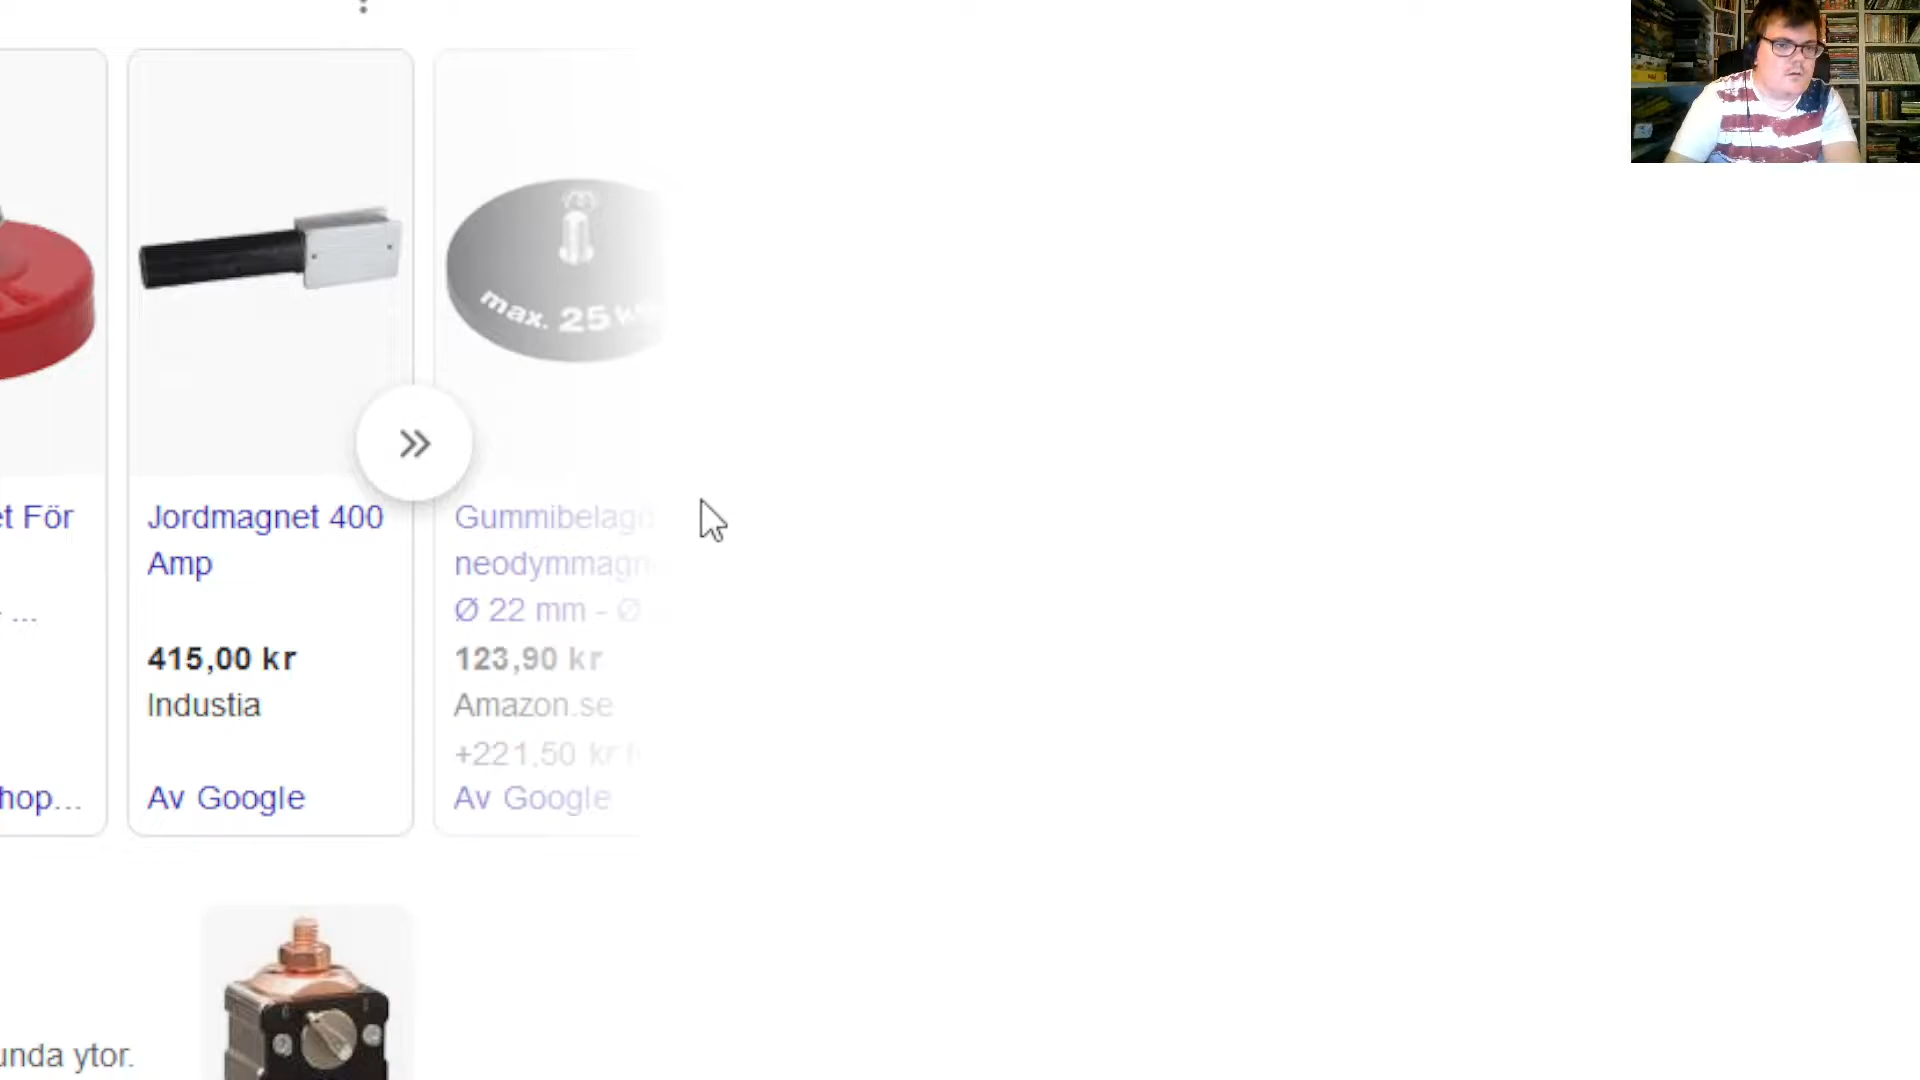 max. 25
et För
...
hop...
Jordmagnet 400
Amp
415,00 kr
Industia
Av Google
neodymmagn
Ø 22 mm - Ø
123,90 kr
Amazon.se
+221,50 kr
Av Google
unda ytor.